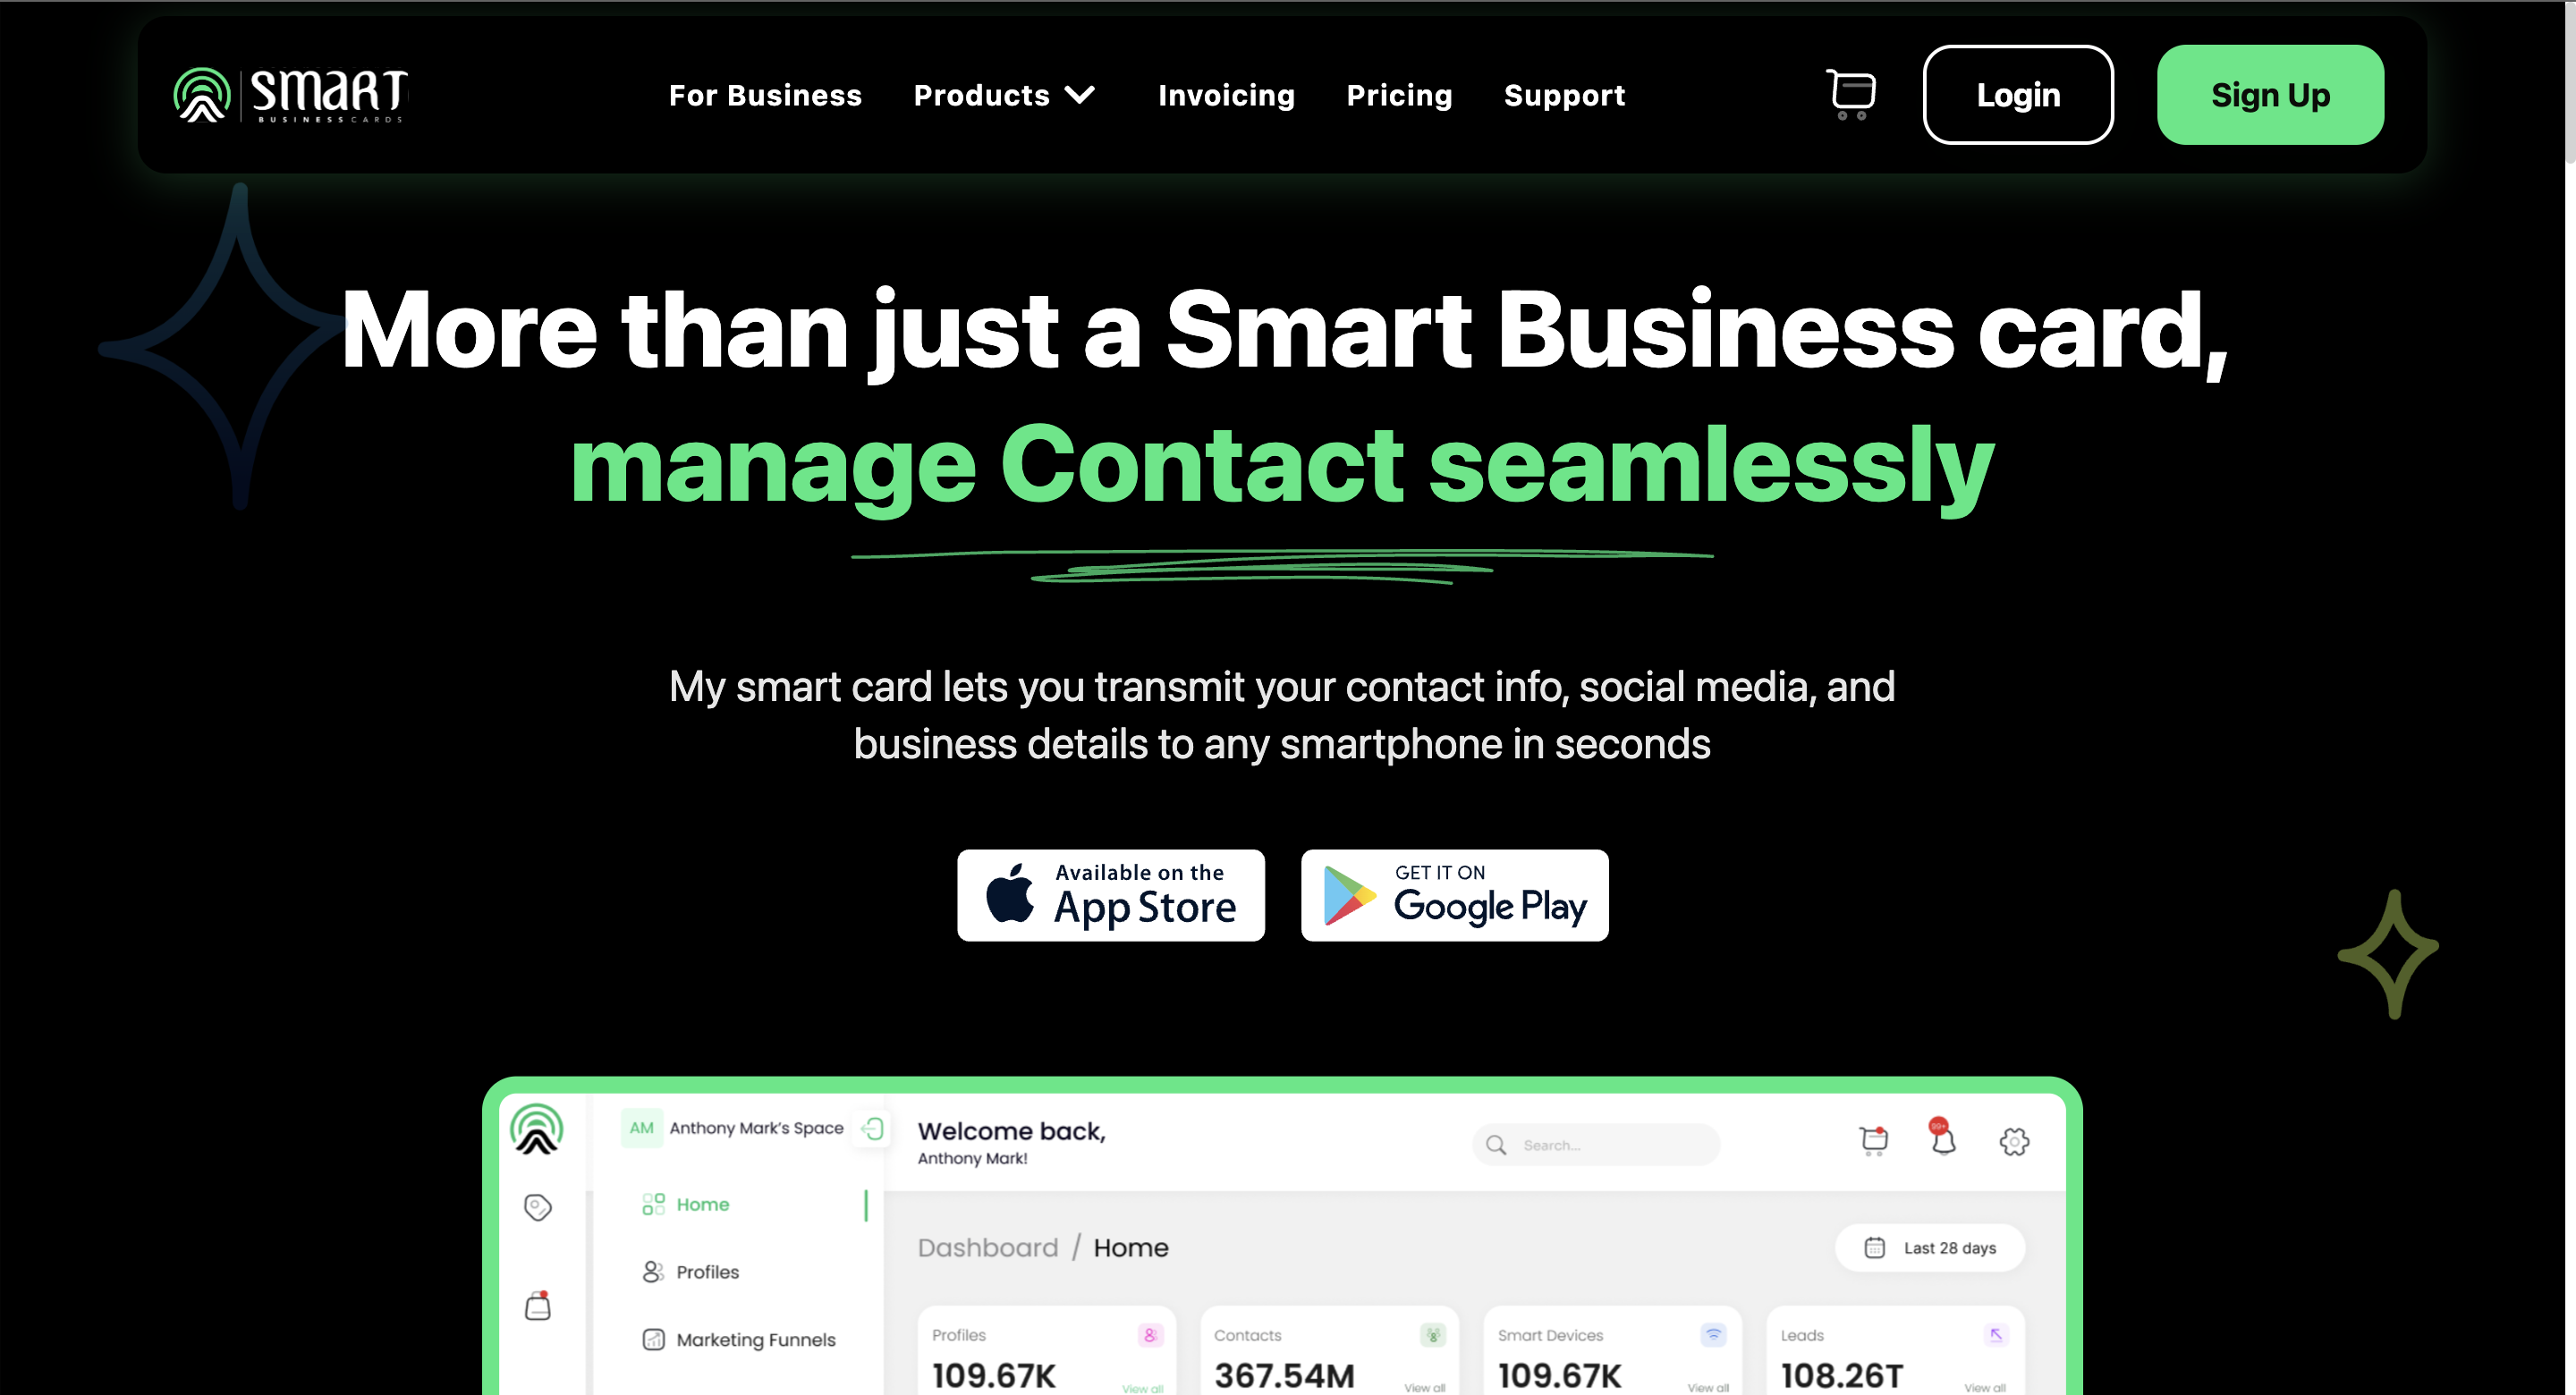 SMART
BUSINESS CARDS
For Business
Products
Invoicing
Pricing
Support
Login
Sign Up
More than just a Smart Business card,
manage Contact seamlessly
My smart card lets you transmit your contact info, social media, and
business details to any smartphone in seconds
Available on the
App Store
GET IT ON
Google Play
AM
Anthony Mark's Space
Welcome back,
Anthony Mark!
Search...
99+
Home
Profiles
Marketing Funnels
Dashboard / Home
Last 28 days
Profiles
109.67K
View all
Contacts
367.54M
View all
Smart Devices
109.67K
View all
Leads
108.26T
View all